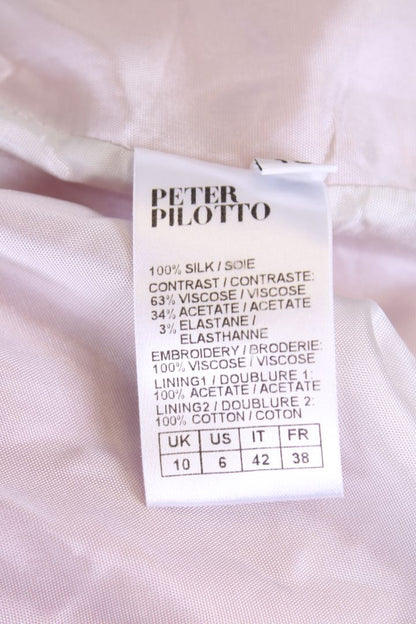 PETER
PILOTTO
100% SILK / SOIE
CONTRAST / CONTRASTE:
63% VISCOSE / VISCOSE
34% ACETATE / ACETATE
3% ELASTANE /
ELASTHANNE
EMBROIDERY / BRODERIE:
100% VISCOSE / VISCOSE
LINING1 / DOUBLURE 1:
100% ACETATE / ACETATE
LINING2 / DOUBLURE 2:
100% COTTON / COTON
UK US IT FR
10 6 42 38